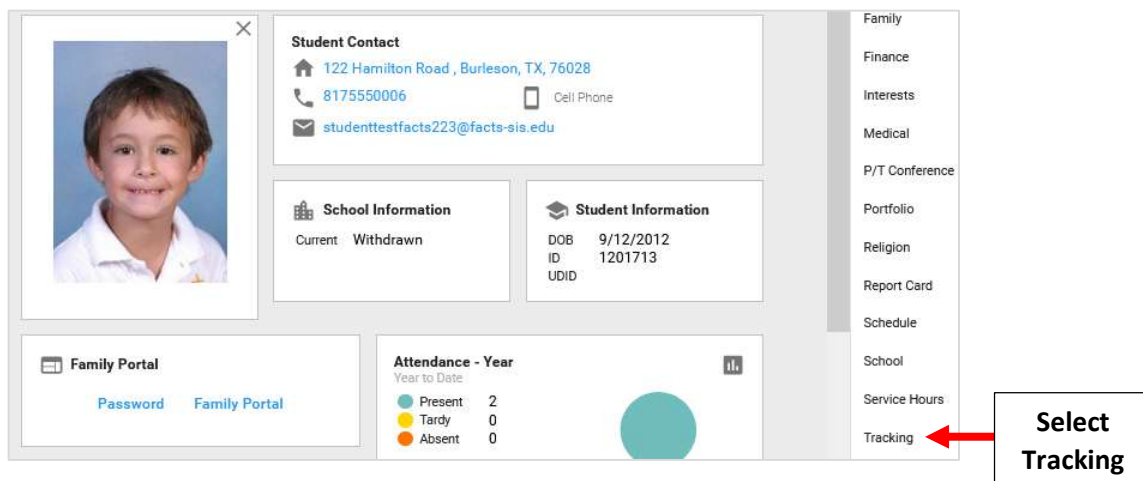 Student Contact
122 Hamilton Road , Burleson, TX, 76028
8175550006 Cell Phone
studenttestfacts223@facts-sis.edu
School Information
Current Withdrawn
Student Information
DOB 9/12/2012
ID 1201713
UDID
Family Portal
Password Family Portal
Attendance - Year
Year to Date
Present 2
Tardy 0
Absent 0
Family
Finance
Interests
Medical
P/T Conference
Portfolio
Religion
Report Card
Schedule
School
Service Hours
Tracking
Select
Tracking